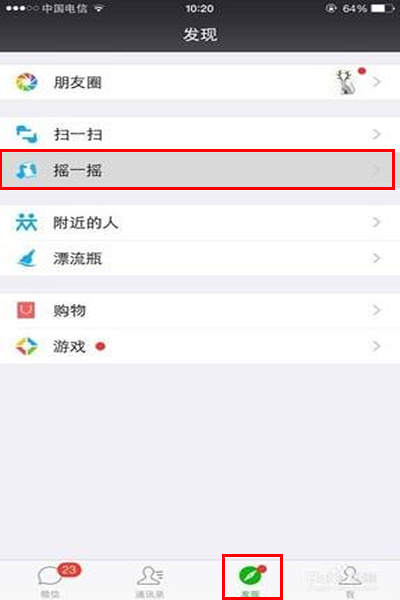 中国电信 10:20 64%
发现
朋友圈
扫一扫
摇一摇
附近的人
漂流瓶
购物
游戏
23
微信 通讯录 发现 我